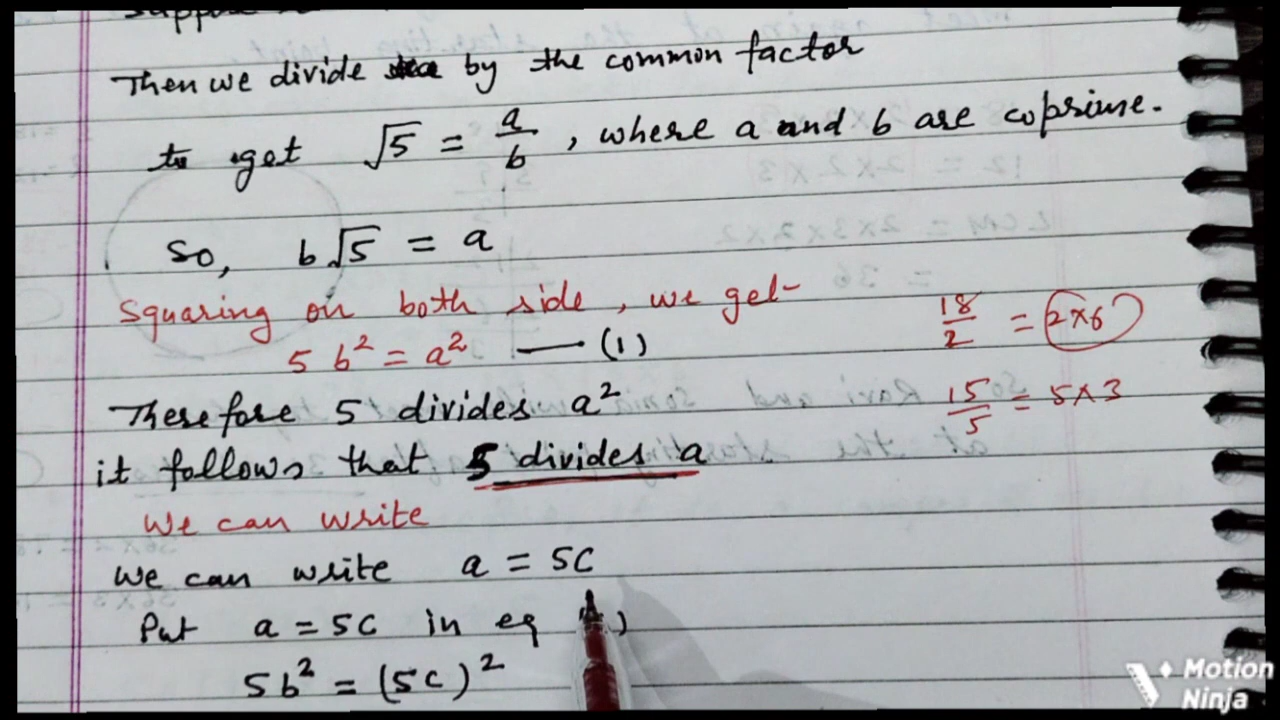 Then we divide by the common factor
to get √5 = a/b, where a and b are coprime.
So, b√5 = a
Squaring on both side, we get
5b² = a² — (1)
18/2 = 2×6
Therefore 5 divides a²
15/5 = 5×3
it follows that 5 divides a
We can write
We can write a = 5c
Put a = 5c in eq
5b² = (5c)²
Motion
Ninja